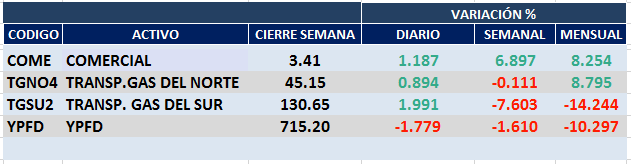 VARIACIÓN %
CODIGO ACTIVO CIERRE SEMANA DIARIO SEMANAL MENSUAL
COME COMERCIAL 3.41 1.187 6.897 8.254
TGNO4 TRANSP.GAS DEL NORTE 45.15 0.894 -0.111 8.795
TGSU2 TRANSP. GAS DEL SUR 130.65 1.991 -7.603 -14.244
YPFD YPFD 715.20 -1.779 -1.610 -10.297